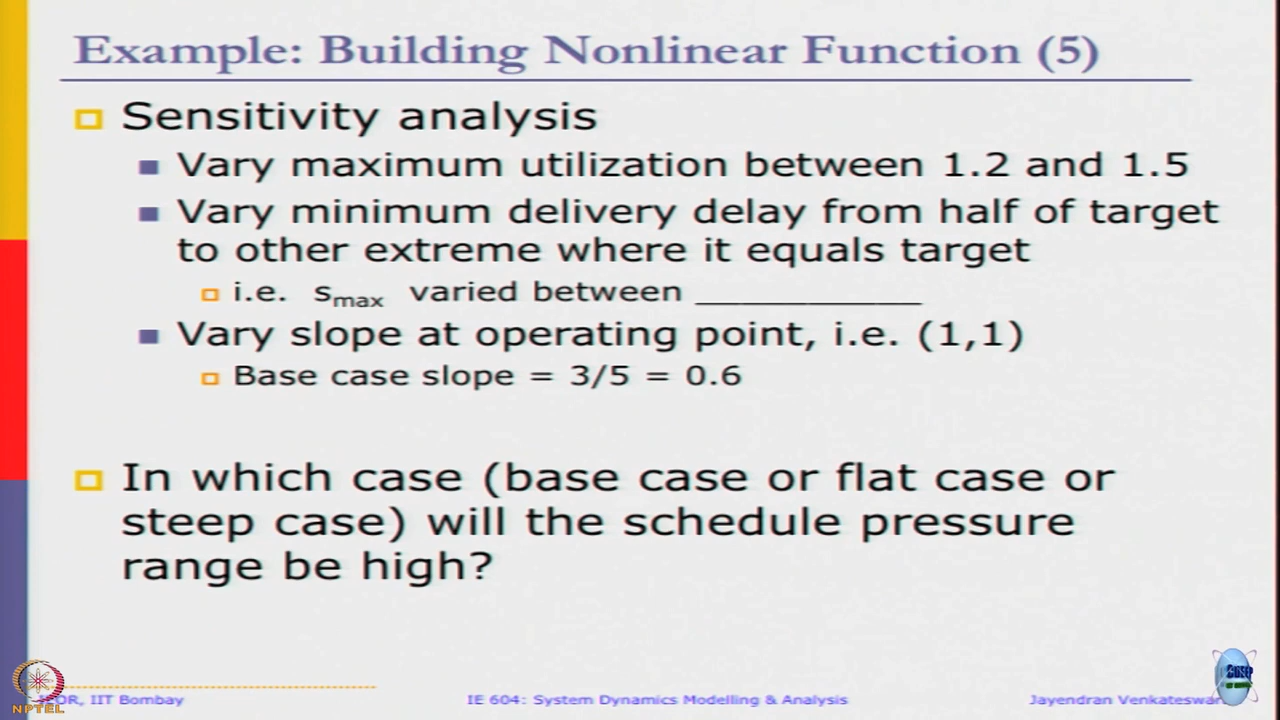 Example: Building Nonlinear Function (5)
Sensitivity analysis
Vary maximum utilization between 1.2 and 1.5
Vary minimum delivery delay from half of target
to other extreme where it equals target
i.e. smax varied between ___________
Vary slope at operating point, i.e. (1,1)
Base case slope = 3/5 = 0.6
In which case (base case or flat case or
steep case) will the schedule pressure
range be high?
IIT Bombay
IE 604: System Dynamics Modelling & Analysis
Jayendran
NPTEL